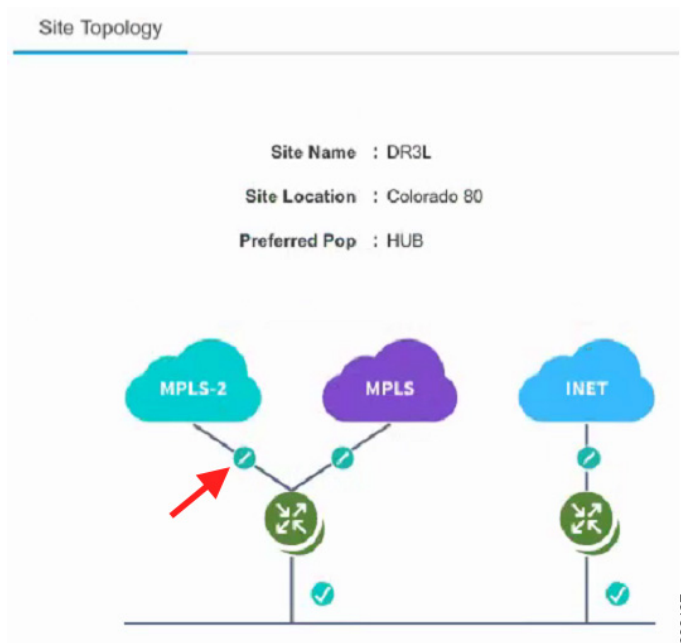 Site Topology
Site Name : DR3L
Site Location : Colorado 80
Preferred Pop : HUB
MPLS-2
MPLS
INET